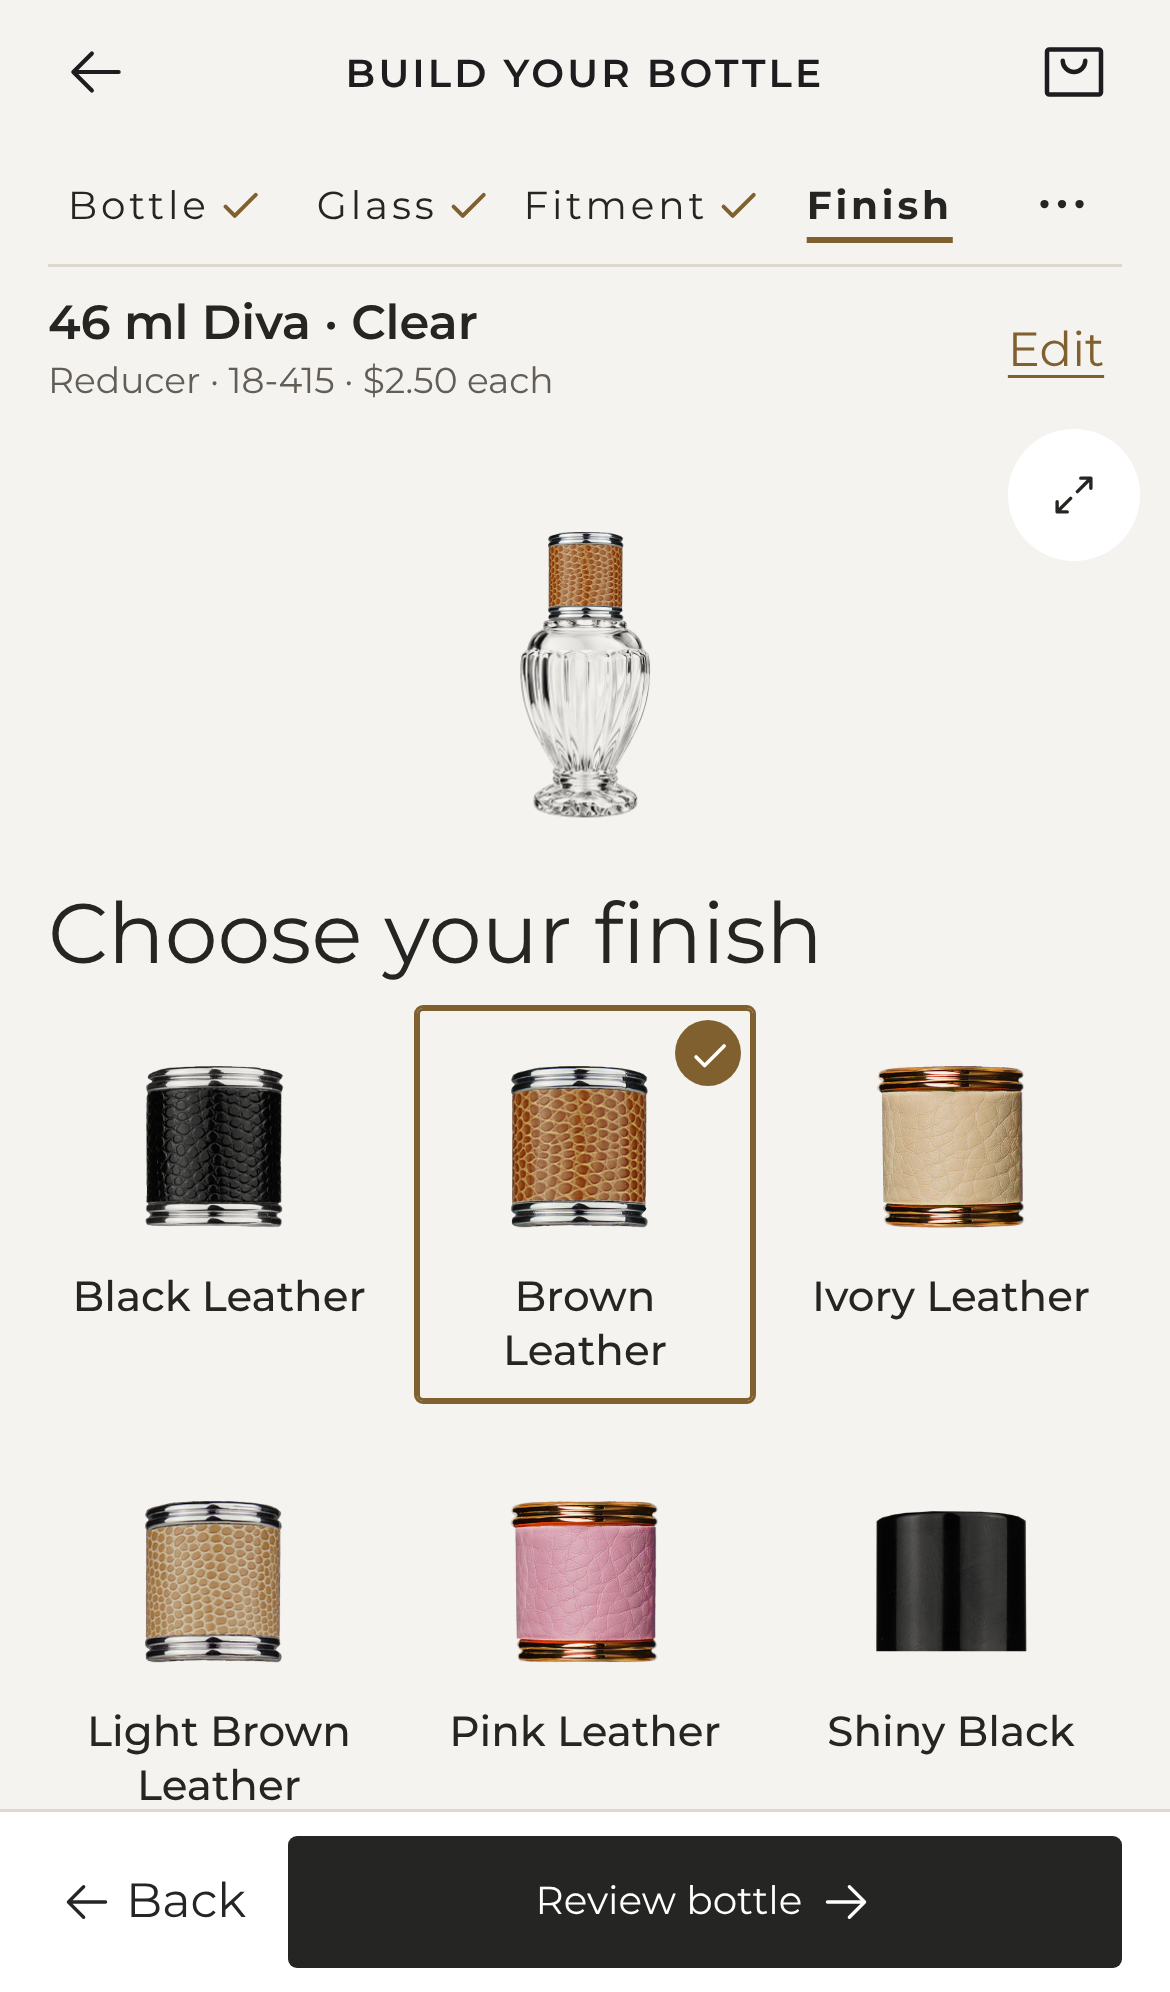 BUILD YOUR BOTTLE
Bottle Glass Fitment Finish ...
46 ml Diva · Clear
Reducer · 18-415 · $2.50 each
Edit
Choose your finish
Black Leather
Brown
Leather
Ivory Leather
Light Brown
Leather
Pink Leather
Shiny Black
Back
Review bottle